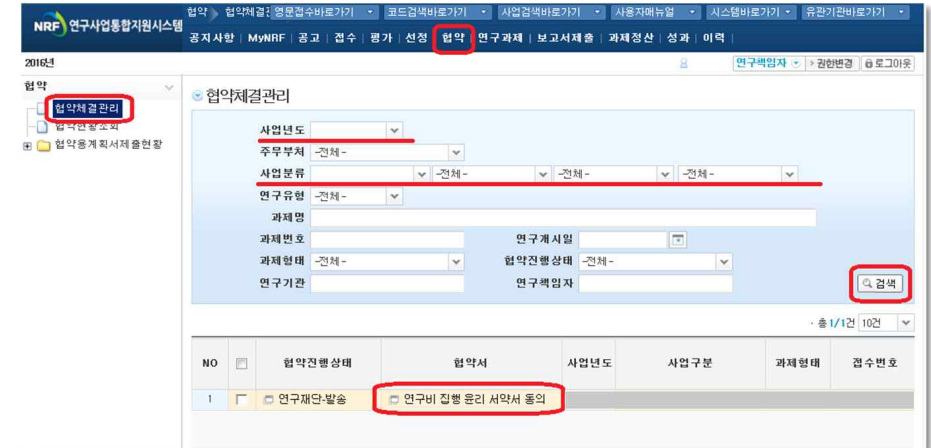 협약 협약체결 영문접수바로가기 코드검색바로가기 사업검색바로가기 사용자매뉴얼 시스템바로가기 유관기관바로가기
NRF 연구사업통합지원시스템
공지사항 | MyNRF | 공고 | 접수 | 평가 | 선정 | 협약 | 연구과제 | 보고서제출 | 과제정산 | 성과 | 이력 |
2016년 연구책임자 권한변경 로그아웃
협약
협약체결관리
협약현황조회
협약용계획서제출현황
협약체결관리
사업년도
주무부처 -전체-
사업분류 -전체- -전체- -전체-
연구유형 -전체-
과제명
과제번호 연구개시일
과제형태 -전체- 협약진행상태 -전체-
연구기관 연구책임자 검색
· 총 1/1건 10건
NO 협약진행상태 협약서 사업년도 사업구분 과제형태 접수번호
1 연구재단-발송 연구비 집행 윤리 서약서 동의